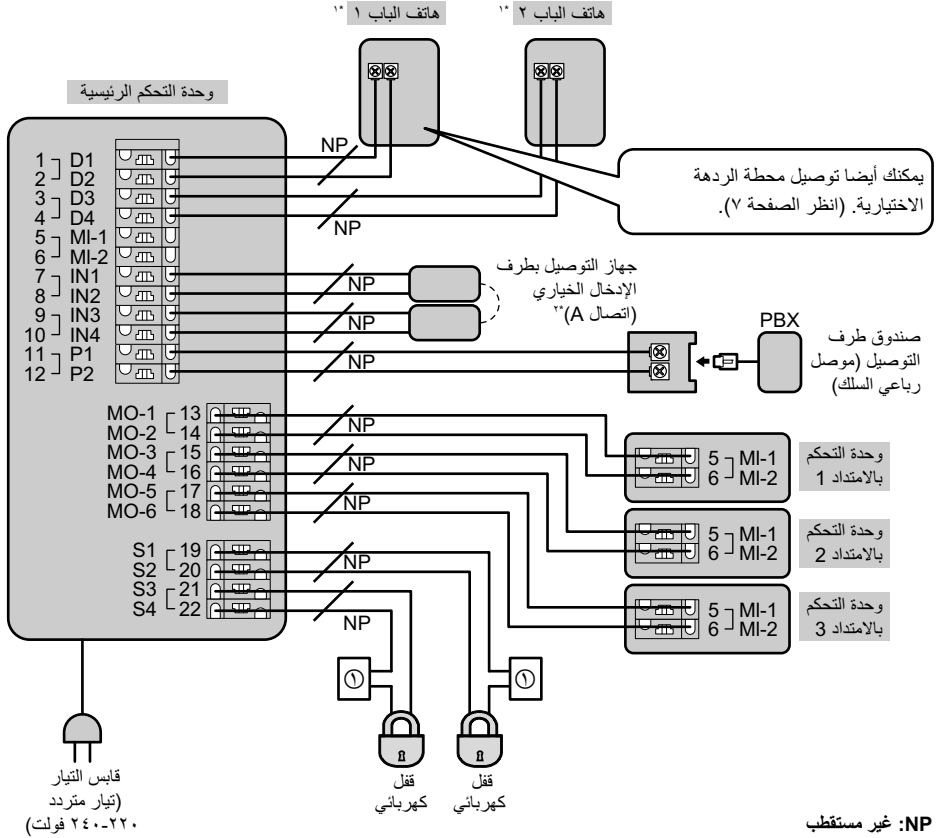 هاتف الباب ١ *١
هاتف الباب ٢ *١
وحدة التحكم الرئيسية
يمكنك أيضا توصيل محطة الردهة
الاختيارية. (انظر الصفحة ٧).
1 D1
2 D2
3 D3
4 D4
5 MI-1
6 MI-2
7 IN1
8 IN2
9 IN3
10 IN4
11 P1
12 P2
NP
NP
NP
NP
NP
جهاز التوصيل بطرف
الإدخال الخياري
(اتصال A)*٢
PBX
صندوق طرف
التوصيل (موصل
رباعي السلك)
MO-1 13
MO-2 14
MO-3 15
MO-4 16
MO-5 17
MO-6 18
NP
NP
NP
S1 19
S2 20
S3 21
S4 22
NP
NP
5 MI-1
6 MI-2
وحدة التحكم
بالامتداد 1
5 MI-1
6 MI-2
وحدة التحكم
بالامتداد 2
5 MI-1
6 MI-2
وحدة التحكم
بالامتداد 3
١
١
قفل
كهربائي
قفل
كهربائي
قابس التيار
(تيار متردد
٢٢٠-٢٤٠ فولت)
NP: غير مستقطب